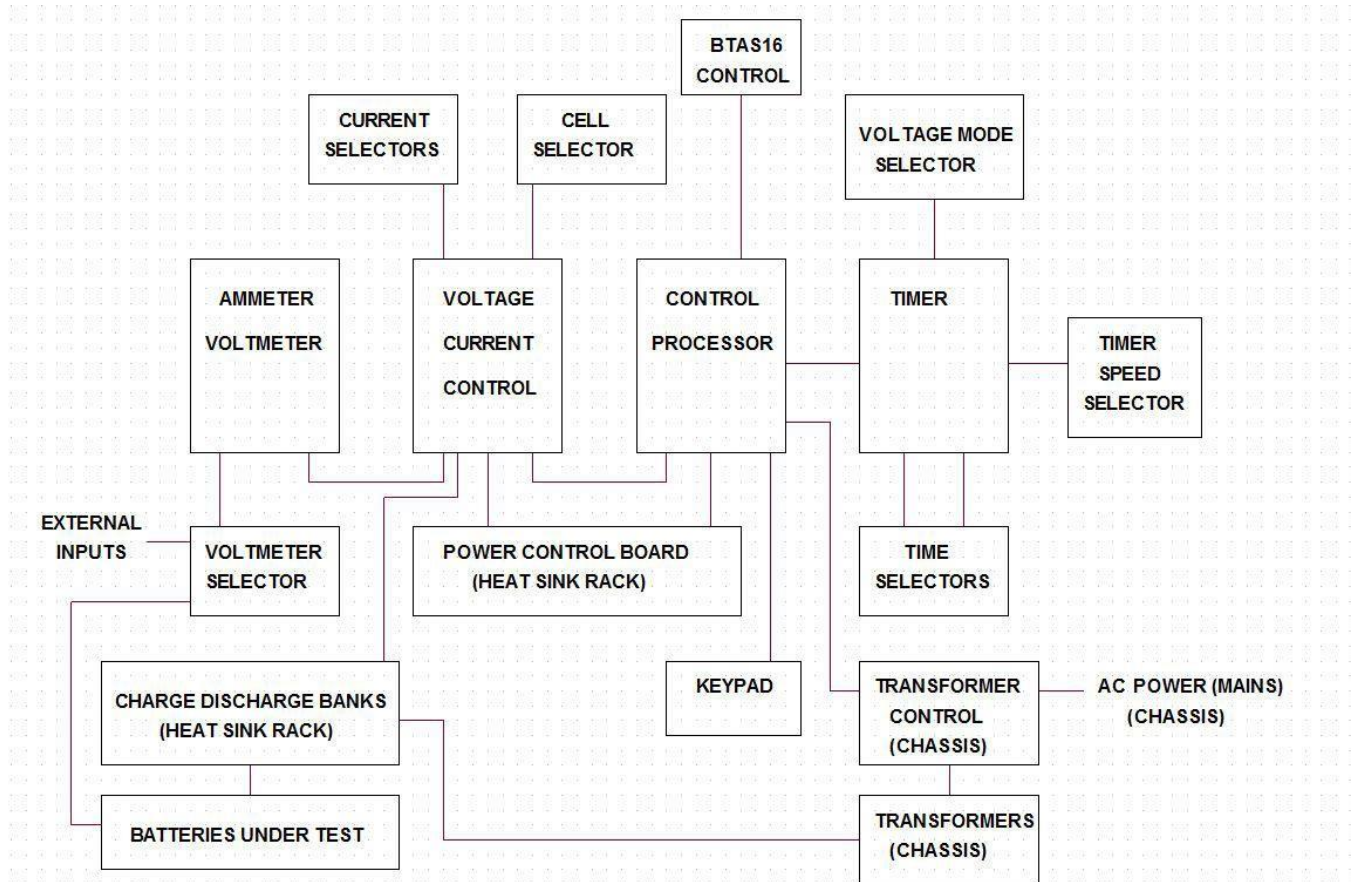 BTAS16
CONTROL
CURRENT
SELECTORS
CELL
SELECTOR
VOLTAGE MODE
SELECTOR
AMMETER
VOLTMETER
VOLTAGE
CURRENT
CONTROL
CONTROL
PROCESSOR
TIMER
TIMER
SPEED
SELECTOR
EXTERNAL
INPUTS
VOLTMETER
SELECTOR
POWER CONTROL BOARD
(HEAT SINK RACK)
TIME
SELECTORS
CHARGE DISCHARGE BANKS
(HEAT SINK RACK)
KEYPAD
TRANSFORMER
CONTROL
(CHASSIS)
AC POWER (MAINS)
(CHASSIS)
BATTERIES UNDER TEST
TRANSFORMERS
(CHASSIS)